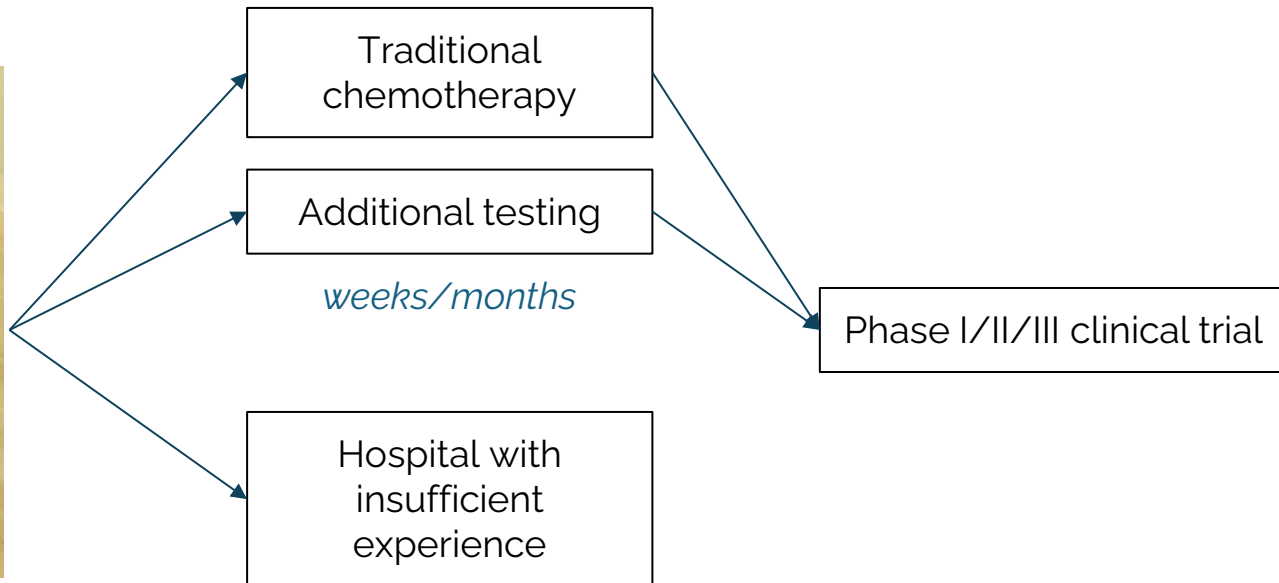 Traditional
chemotherapy
Additional testing
weeks/months
Phase I/II/III clinical trial
Hospital with
insufficient
experience